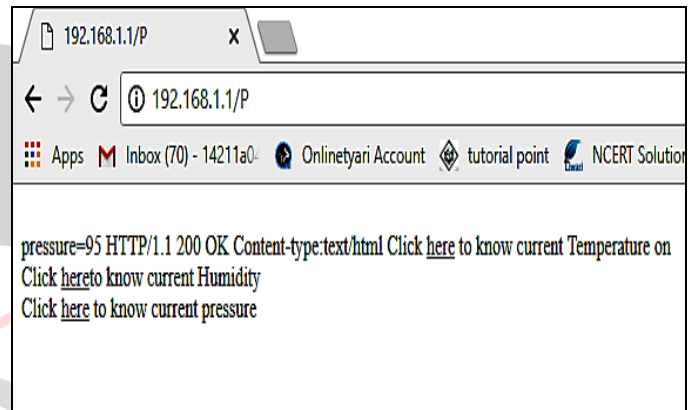 192.168.1.1/P x
192.168.1.1/P
Apps M Inbox (70) - 14211a04 Onlinetyari Account tutorial point NCERT Solution
pressure=95 HTTP/1.1 200 OK Content-type:text/html Click here to know current Temperature on
Click hereto know current Humidity
Click here to know current pressure